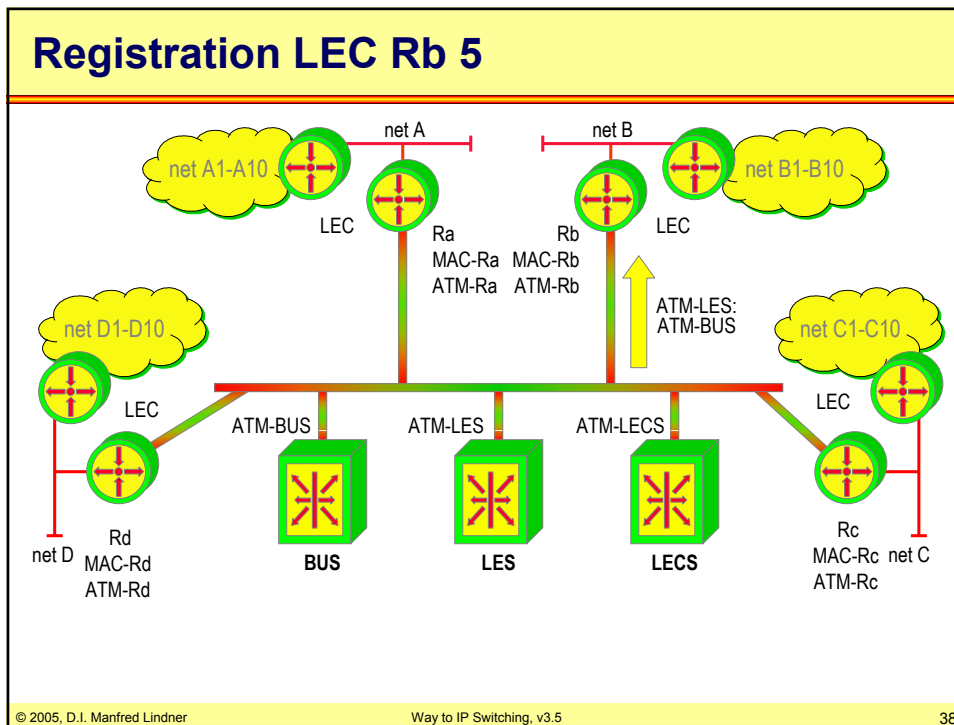 Registration LEC Rb 5
net A
net B
net A1-A10
net B1-B10
LEC
LEC
Ra
MAC-Ra
ATM-Ra
Rb
MAC-Rb
ATM-Rb
ATM-LES:
ATM-BUS
net D1-D10
net C1-C10
LEC
LEC
ATM-BUS
ATM-LES
ATM-LECS
net D
Rd
MAC-Rd
ATM-Rd
BUS
LES
LECS
Rc
MAC-Rc
ATM-Rc
net C
© 2005, D.I. Manfred Lindner
Way to IP Switching, v3.5
38